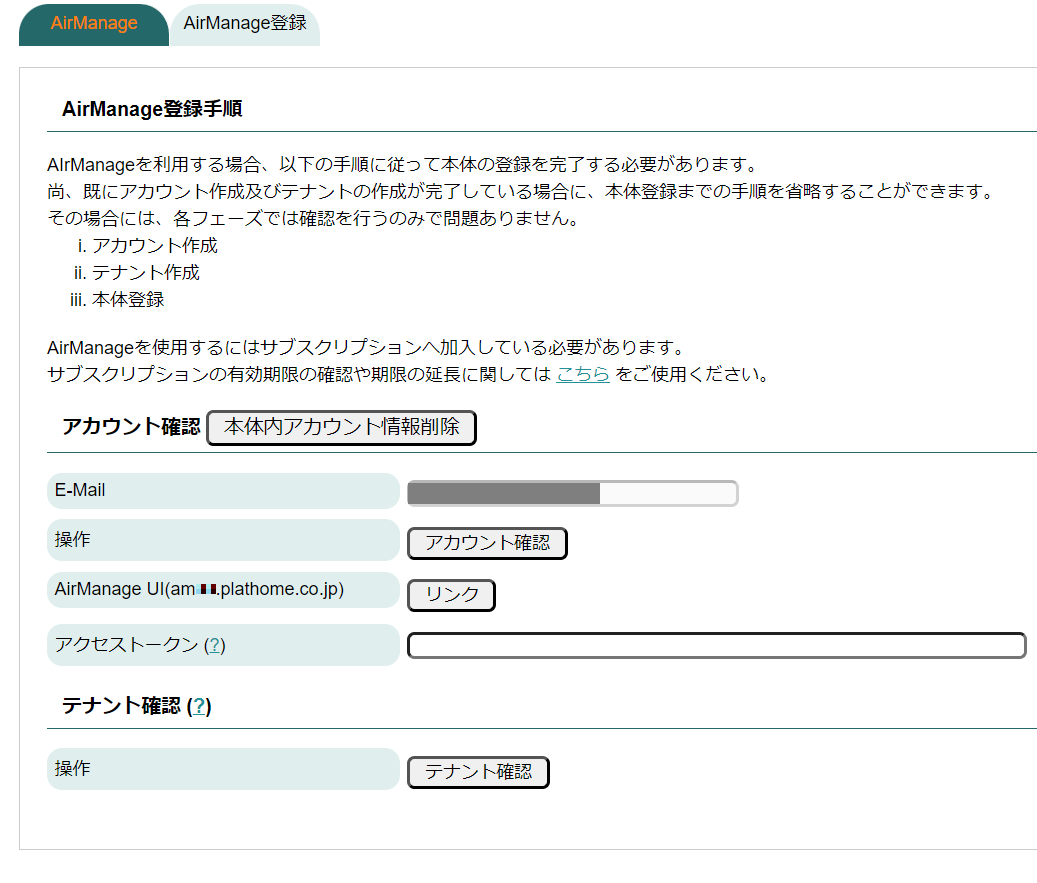 AirManage
AirManage登録
AirManage登録手順
AIrManageを利用する場合、以下の手順に従って本体の登録を完了する必要があります。
尚、既にアカウント作成及びテナントの作成が完了している場合に、本体登録までの手順を省略することができます。
その場合には、各フェーズでは確認を行うのみで問題ありません。
i. アカウント作成
ii. テナント作成
iii. 本体登録
AirManageを使用するにはサブスクリプションへ加入している必要があります。
サブスクリプションの有効期限の確認や期限の延長に関しては こちら をご使用ください。
アカウント確認 本体内アカウント情報削除
E-Mail
操作 アカウント確認
AirManage UI(am .plathome.co.jp) リンク
アクセストークン (?)
テナント確認 (?)
操作 テナント確認